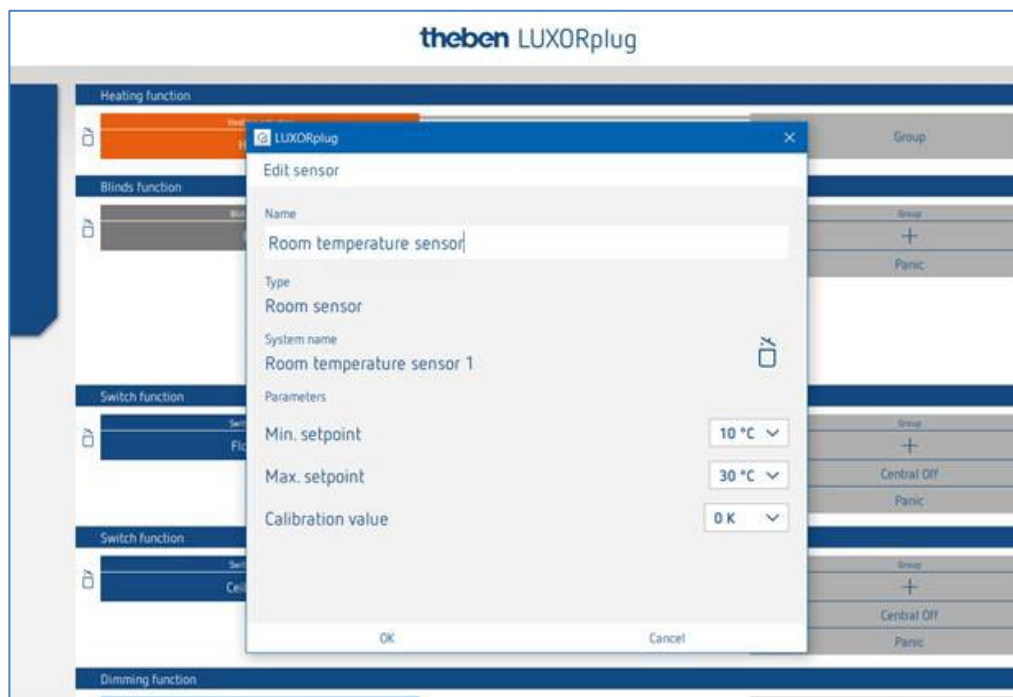 theben LUXORplug
Heating function
LUXORplug
Group
Edit sensor
Blinds function
Name
Group
Room temperature sensor
+
Panic
Type
Room sensor
System name
Room temperature sensor 1
Switch function
Parameters
Group
Min. setpoint
10 °C
+
Max. setpoint
30 °C
Central Off
Panic
Calibration value
0 K
Switch function
Group
+
Central Off
OK
Cancel
Panic
Dimming function